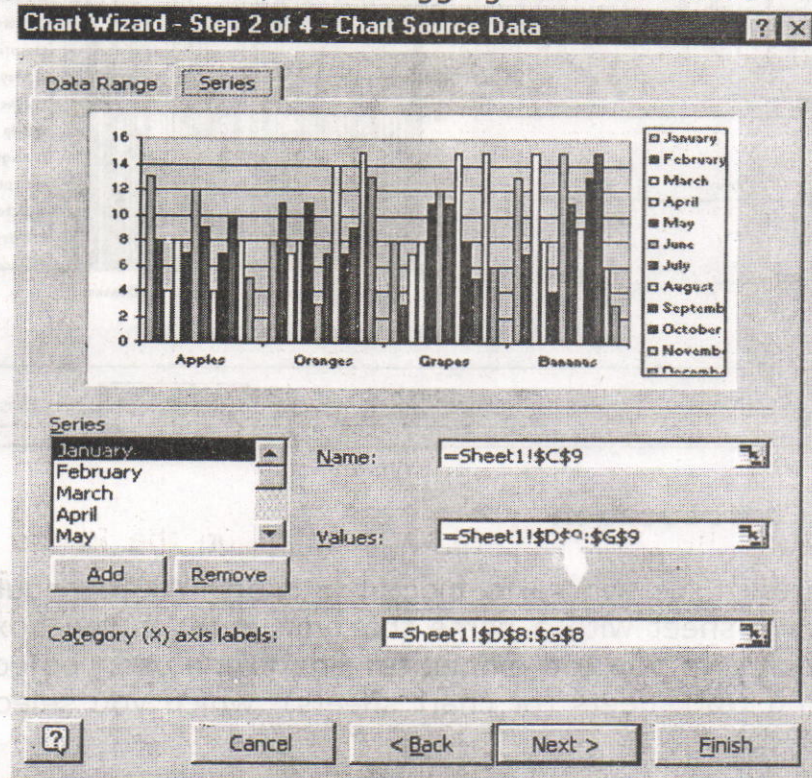 Chart Wizard - Step 2 of 4 - Chart Source Data
Data Range Series
16
14
12
10
8
6
4
2
0
Apples Oranges Grapes Bananas
January
February
March
April
May
June
July
August
Septemb
October
Novembe
Decembe
Series
January
February
March
April
May
Name: =Sheet1!$C$9
Values: =Sheet1!$D$9:$G$9
Add Remove
Category (X) axis labels: =Sheet1!$D$8:$G$8
Cancel < Back Next > Finish